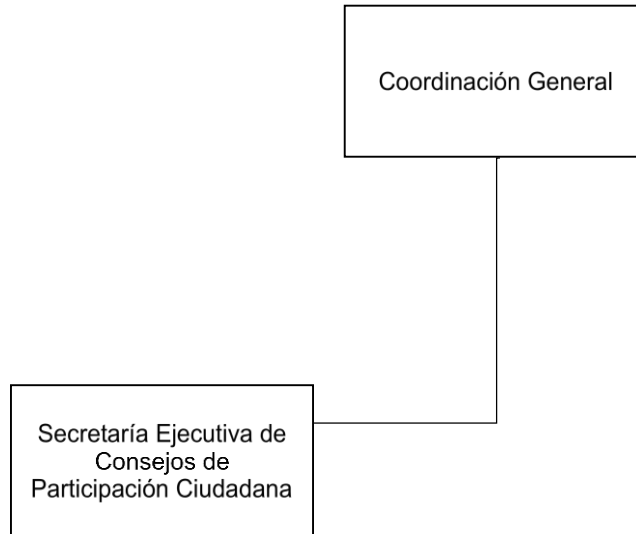 Coordinación General
Secretaría Ejecutiva de
Consejos de
Participación Ciudadana